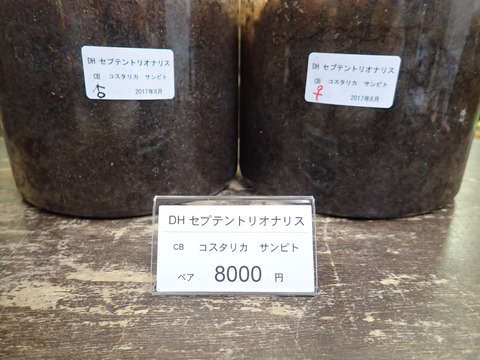 DH セプテントリオナリス
CB コスタリカ サンビト
♂ 2017年8月
DH セプテントリオナリス
CB コスタリカ サンビト
♀ 2017年8月
DH セプテントリオナリス
CB コスタリカ サンビト
ペア 8000 円